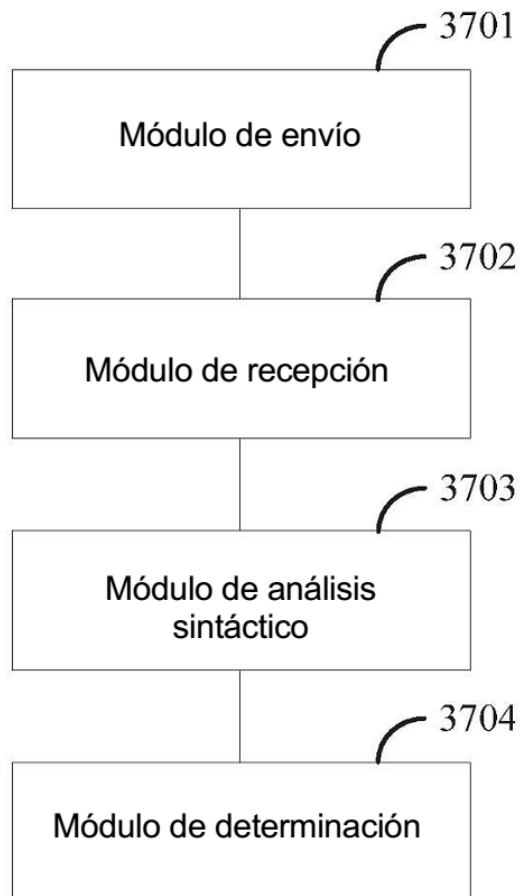 3701
Módulo de envío
3702
Módulo de recepción
3703
Módulo de análisis
sintáctico
3704
Módulo de determinación